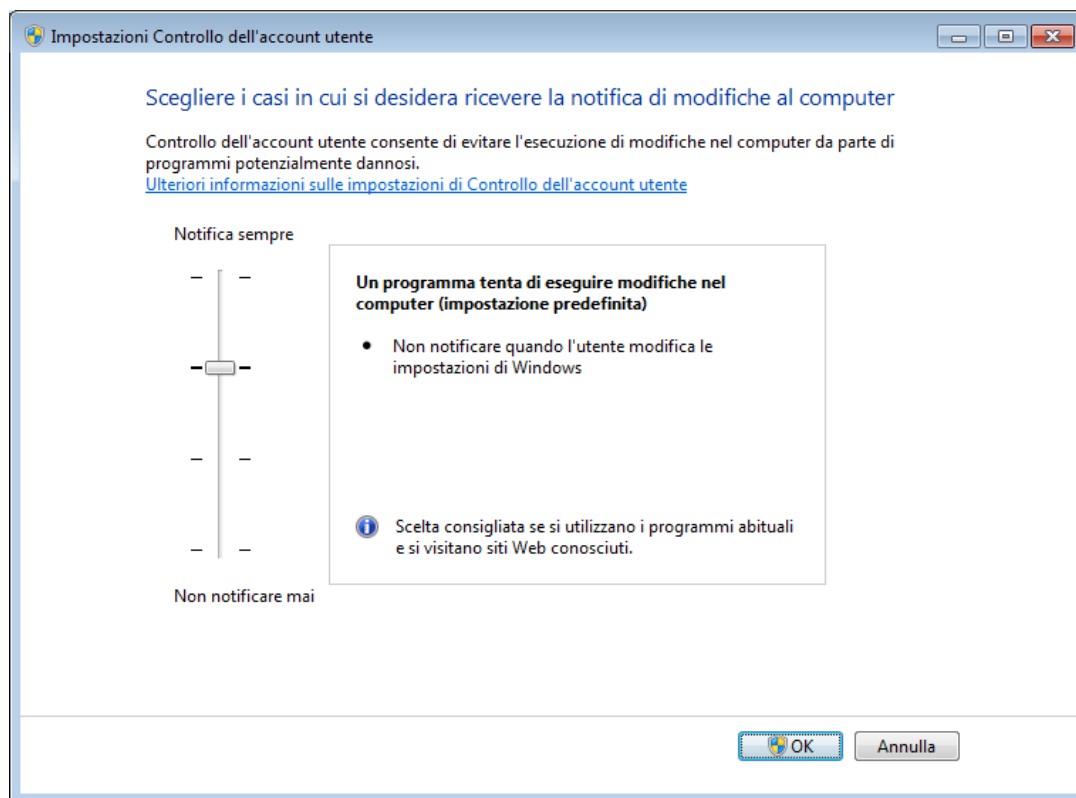 Impostazioni Controllo dell'account utente
Scegliere i casi in cui si desidera ricevere la notifica di modifiche al computer
Controllo dell'account utente consente di evitare l'esecuzione di modifiche nel computer da parte di
programmi potenzialmente dannosi.
Ulteriori informazioni sulle impostazioni di Controllo dell'account utente
Notifica sempre
Un programma tenta di eseguire modifiche nel
computer (impostazione predefinita)
Non notificare quando l'utente modifica le
impostazioni di Windows
Scelta consigliata se si utilizzano i programmi abituali
e si visitano siti Web conosciuti.
Non notificare mai
OK
Annulla